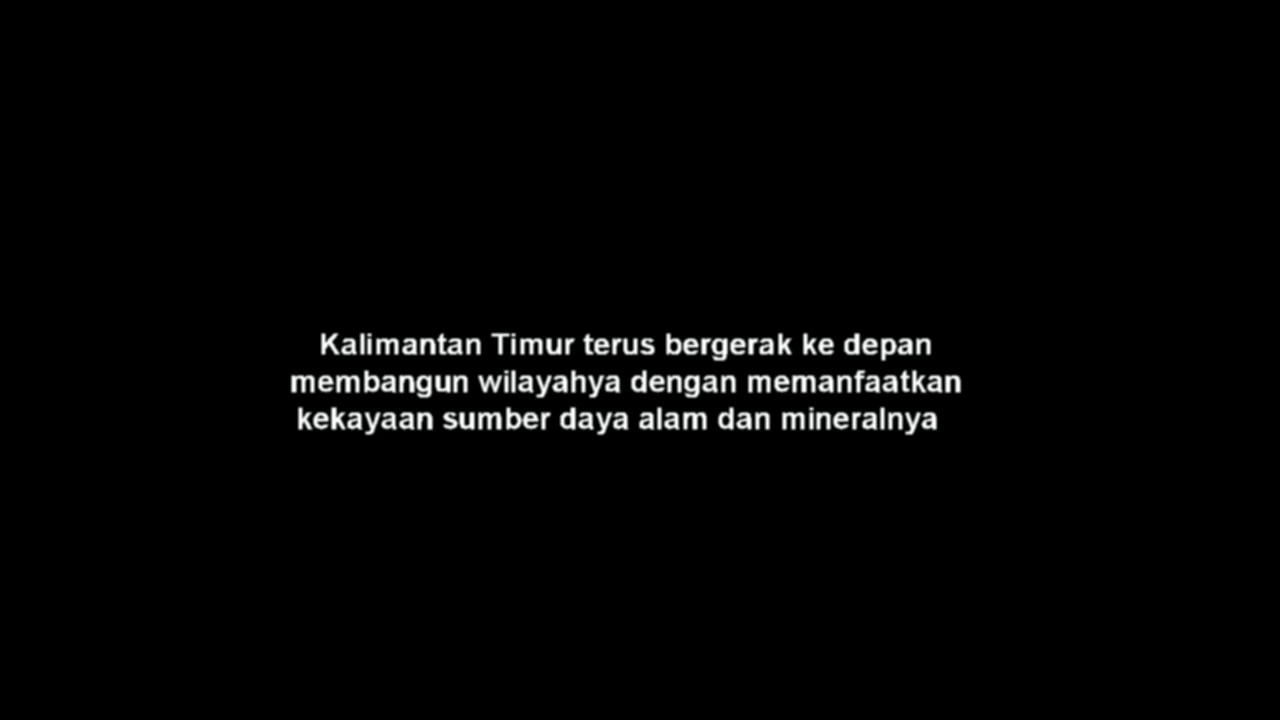 Kalimantan Timur terus bergerak ke depan
membangun wilayahya dengan memanfaatkan
kekayaan sumber daya alam dan mineralnya